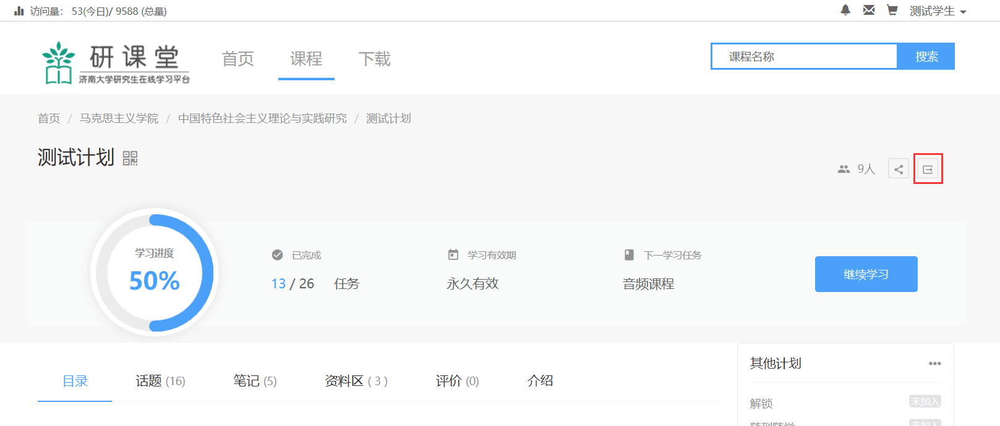 访问量： 53(今日)/ 9588 (总量)
测试学生
研课堂
济南大学研究生在线学习平台
首页 课程 下载
课程名称 搜索
首页 / 马克思主义学院 / 中国特色社会主义理论与实践研究 / 测试计划
测试计划
9人
学习进度
50%
已完成
13 / 26 任务
学习有效期
永久有效
下一学习任务
音频课程
继续学习
目录 话题 (16) 笔记 (5) 资料区 ( 3 ) 评价 (0) 介绍
其他计划
解锁 未加入
随到随学 未加入